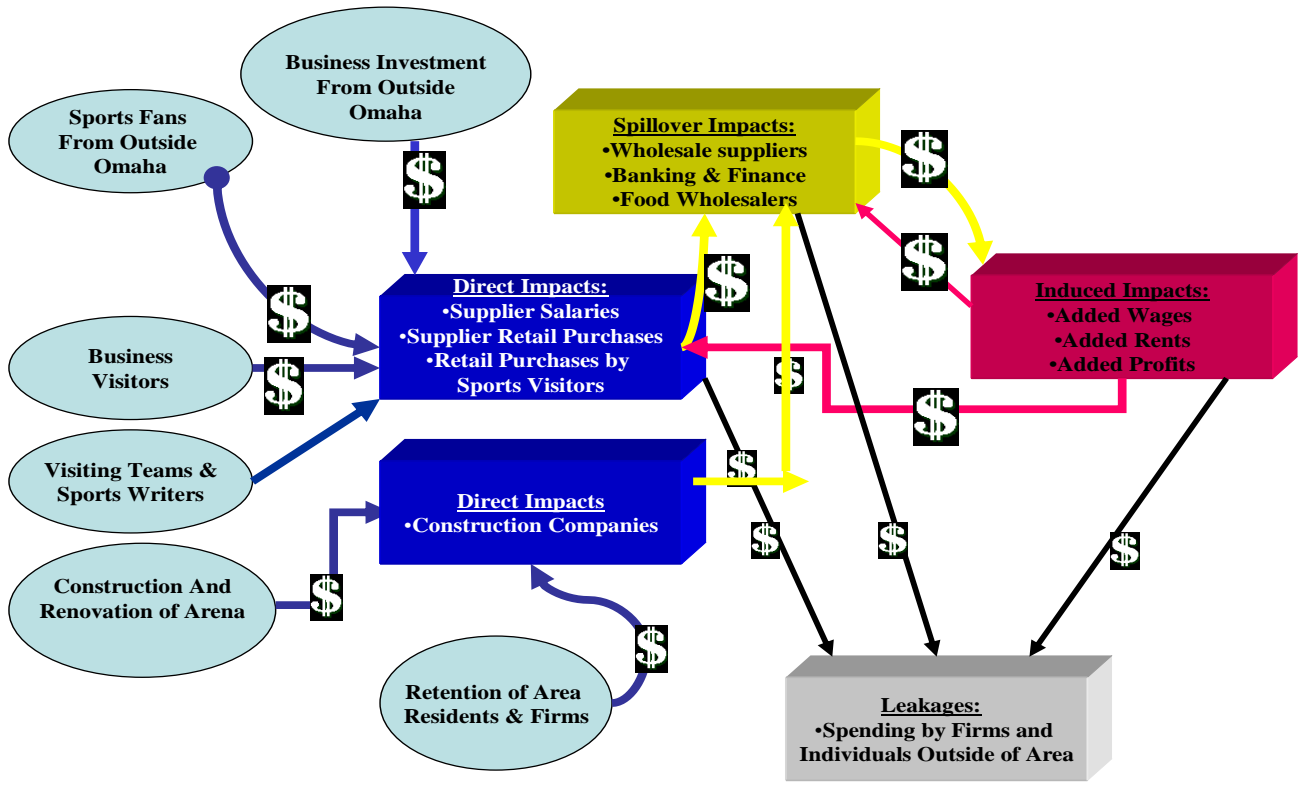 Business Investment
From Outside
Omaha
Sports Fans
From Outside
Omaha
Business
Visitors
Visiting Teams &
Sports Writers
Construction And
Renovation of Arena
Retention of Area
Residents & Firms
Direct Impacts:
•Supplier Salaries
•Supplier Retail Purchases
•Retail Purchases by
Sports Visitors
Direct Impacts
•Construction Companies
Spillover Impacts:
•Wholesale suppliers
•Banking & Finance
•Food Wholesalers
Induced Impacts:
•Added Wages
•Added Rents
•Added Profits
Leakages:
•Spending by Firms and
Individuals Outside of Area
$
$
$
$
$
$
$
$
$
$
$
$
$
$